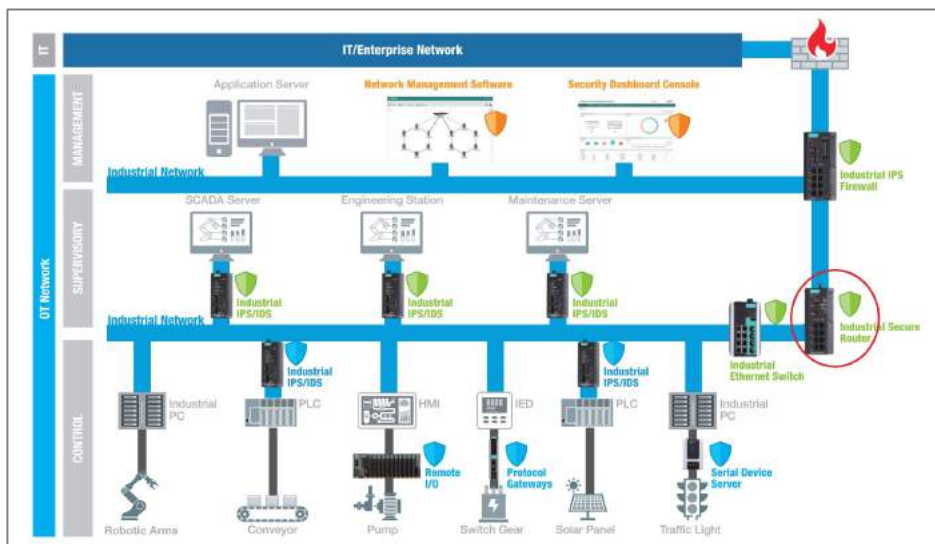 IT
IT/Enterprise Network
OT Network
MANAGEMENT
Application Server
Network Management Software
Security Dashboard Console
Industrial Network
Industrial IPS
Firewall
SUPERVISORY
SCADA Server
Engineering Station
Maintenance Server
Industrial
IPS/IDS
Industrial
IPS/IDS
Industrial
IPS/IDS
Industrial Network
Industrial
Ethernet Switch
Industrial Secure
Router
CONTROL
Industrial
PC
Industrial
IPS/IDS
PLC
HMI
IED
Industrial
IPS/IDS
PLC
Industrial
PC
Remote
I/O
Protocol
Gateways
Serial Device
Server
Robotic Arms
Conveyor
Pump
Switch Gear
Solar Panel
Traffic Light